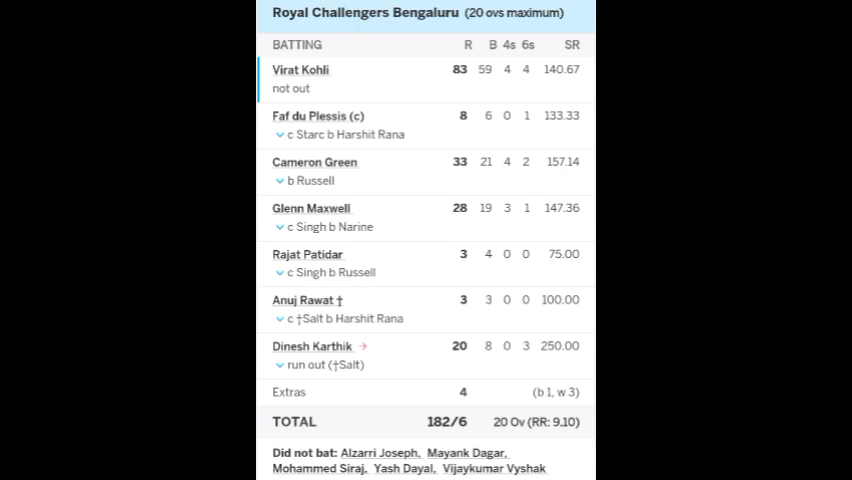 Royal Challengers Bengaluru (20 ovs maximum)
BATTING R B 4s 6s SR
Virat Kohli 83 59 4 4 140.67
not out
Faf du Plessis (c) 8 6 0 1 133.33
c Starc b Harshit Rana
Cameron Green 33 21 4 2 157.14
b Russell
Glenn Maxwell 28 19 3 1 147.36
c Singh b Narine
Rajat Patidar 3 4 0 0 75.00
c Singh b Russell
Anuj Rawat † 3 3 0 0 100.00
c †Salt b Harshit Rana
Dinesh Karthik → 20 8 0 3 250.00
run out (†Salt)
Extras 4 (b 1, w 3)
TOTAL 182/6 20 Ov (RR: 9.10)
Did not bat: Alzarri Joseph, Mayank Dagar,
Mohammed Siraj, Yash Dayal, Vijaykumar Vyshak